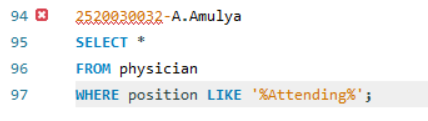 94 2520030032-A.Amulya
95 SELECT *
96 FROM physician
97 WHERE position LIKE '%Attending%';